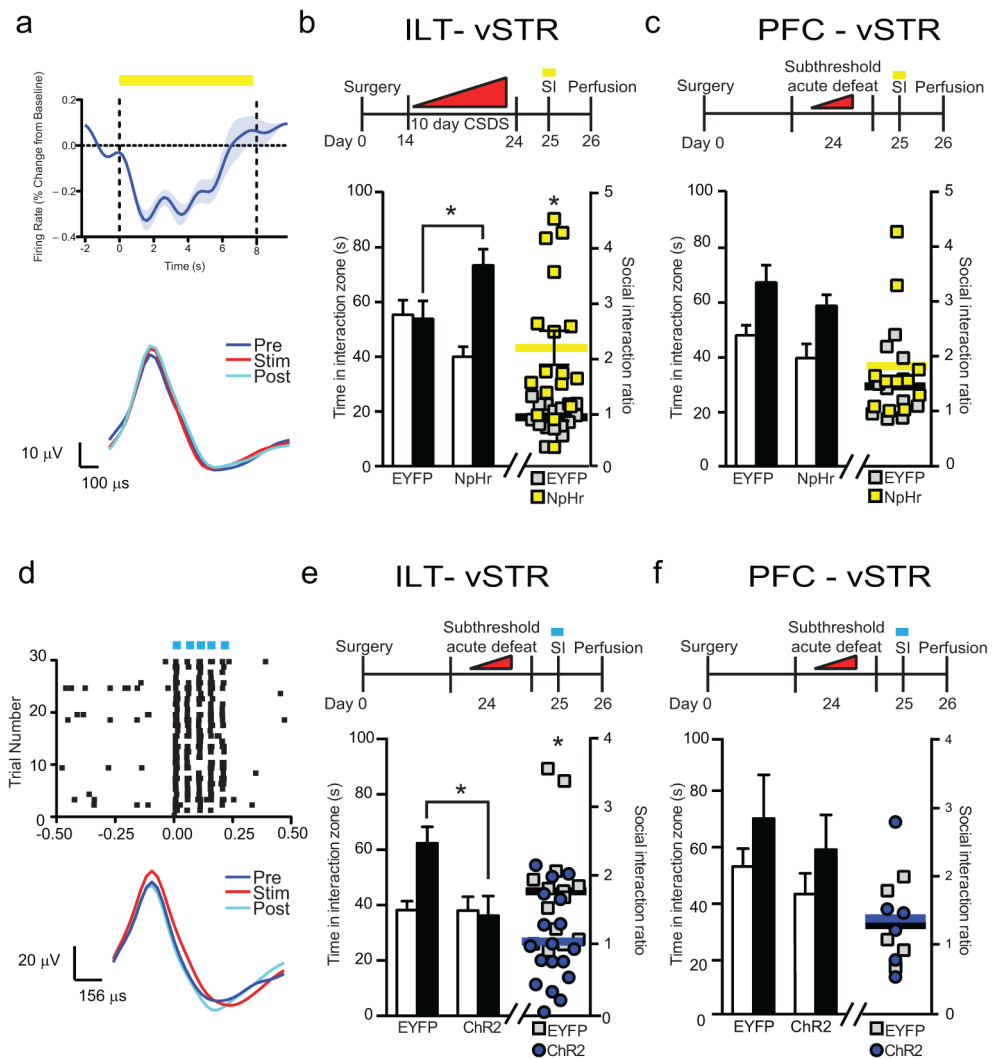 a
Firing Rate (% Change from Baseline)
0.2
0.0
– 0.2
– 0.4
-2 0 2 4 6 8
Time (s)
Pre
Stim
Post
10 μV
100 μs
b
ILT- vSTR
Surgery SI Perfusion
10 day CSDS
Day 0 14 24 25 26
Time in interaction zone (s)
100
80
60
40
20
0
*
*
5
4
3
2
1
0
Social interaction ratio
EYFP NpHr
EYFP
NpHr
c
PFC - vSTR
Subthreshold
Surgery acute defeat SI Perfusion
Day 0 24 25 26
Time in interaction zone (s)
100
80
60
40
20
0
5
4
3
2
1
0
Social interaction ratio
EYFP NpHr
EYFP
NpHr
d
Trial Number
30
20
10
0
-0.50 -0.25 0.00 0.25 0.50
Pre
Stim
Post
20 μV
156 μs
e
ILT- vSTR
Subthreshold
Surgery acute defeat SI Perfusion
Day 0 24 25 26
Time in interaction zone (s)
100
80
60
40
20
0
*
*
4
3
2
1
0
Social interaction ratio
EYFP ChR2
EYFP
ChR2
f
PFC - vSTR
Subthreshold
Surgery acute defeat SI Perfusion
Day 0 24 25 26
Time in interaction zone (s)
100
80
60
40
20
0
4
3
2
1
0
Social interaction ratio
EYFP ChR2
EYFP
ChR2